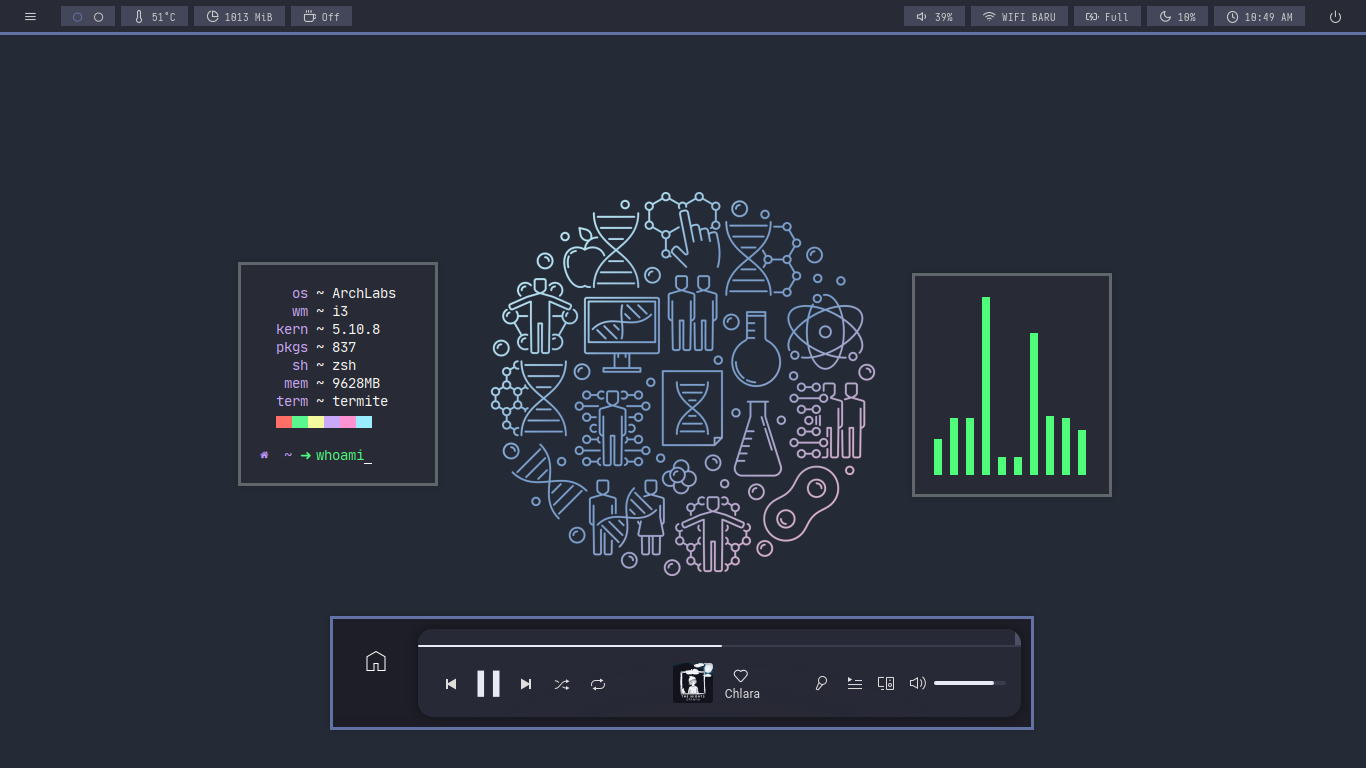 51°C 1013 MiB Off 39% WIFI BARU Full 10% 10:49 AM
os ~ ArchLabs
wm ~ i3
kern ~ 5.10.8
pkgs ~ 837
sh ~ zsh
mem ~ 9628MB
term ~ termite
~ ➜ whoami_
Chlara